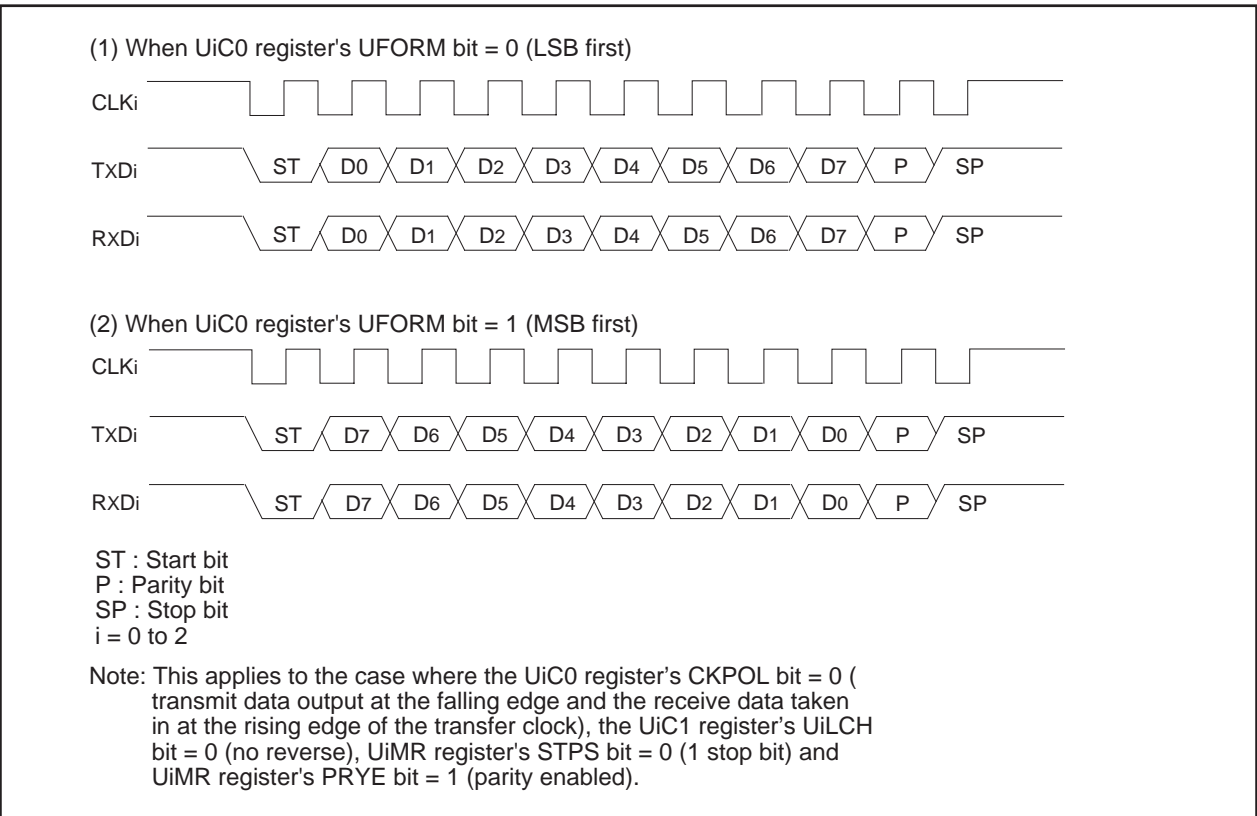 (1) When UiC0 register's UFORM bit = 0 (LSB first)
CLKi
TXDi ST D0 D1 D2 D3 D4 D5 D6 D7 P SP
RXDi ST D0 D1 D2 D3 D4 D5 D6 D7 P SP
(2) When UiC0 register's UFORM bit = 1 (MSB first)
CLKi
TXDi ST D7 D6 D5 D4 D3 D2 D1 D0 P SP
RXDi ST D7 D6 D5 D4 D3 D2 D1 D0 P SP
ST : Start bit
P : Parity bit
SP : Stop bit
i = 0 to 2
Note: This applies to the case where the UiC0 register's CKPOL bit = 0 (
transmit data output at the falling edge and the receive data taken
in at the rising edge of the transfer clock), the UiC1 register's UiLCH
bit = 0 (no reverse), UiMR register's STPS bit = 0 (1 stop bit) and
UiMR register's PRYE bit = 1 (parity enabled).